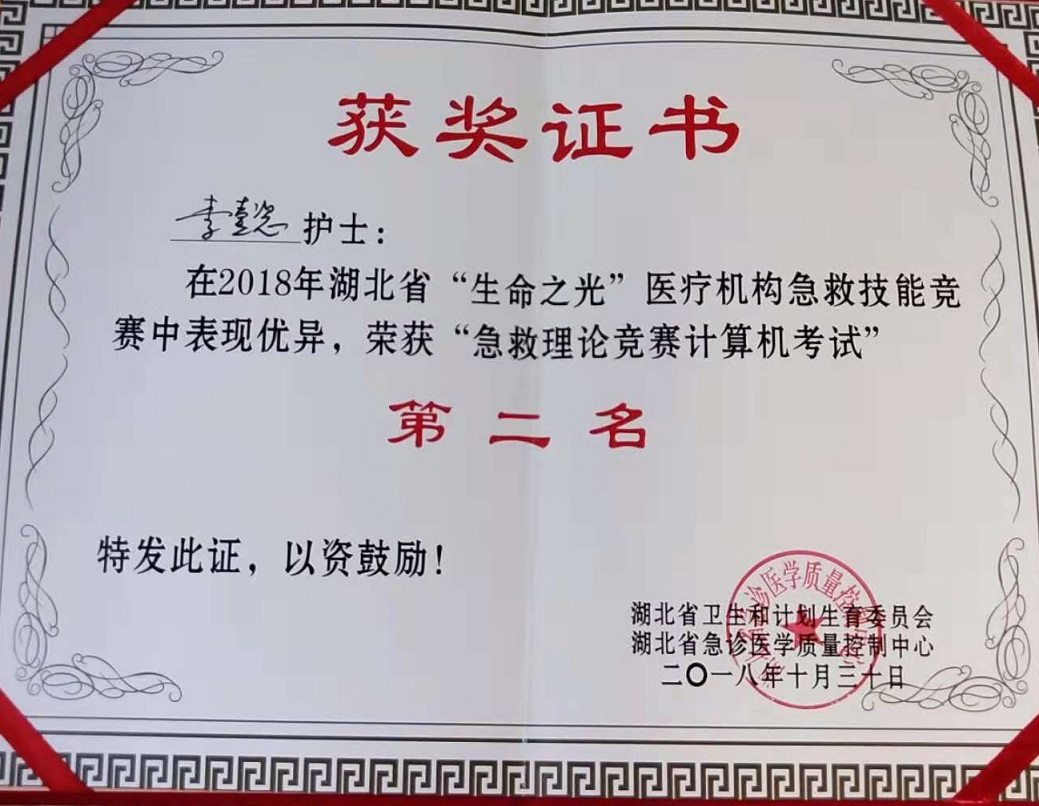 获奖证书
李懿恣 护士：
在2018年湖北省“生命之光”医疗机构急救技能竞
赛中表现优异，荣获“急救理论竞赛计算机考试”
第二名
特发此证，以资鼓励！
湖北省卫生和计划生育委员会
湖北省急诊医学质量控制中心
二〇一八年十月三十日